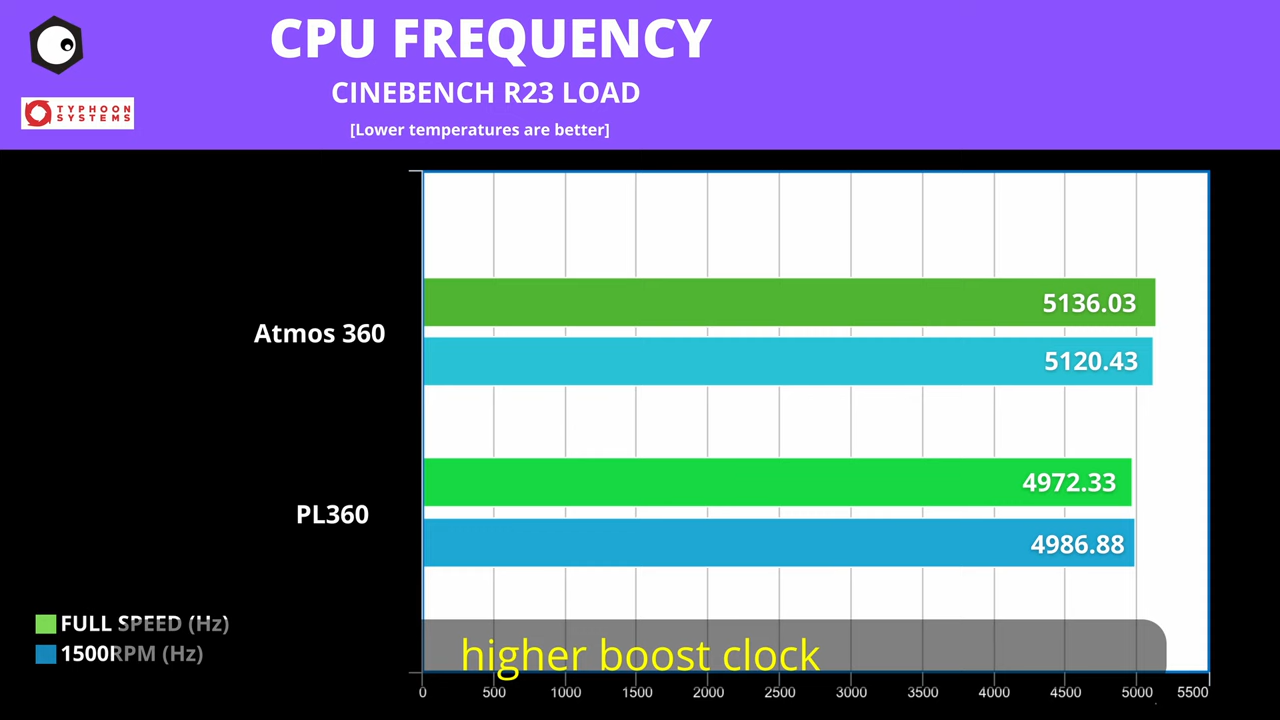 CPU FREQUENCY
CINEBENCH R23 LOAD
[Lower temperatures are better]
TYPHOON
SYSTEMS
Atmos 360
5136.03
5120.43
PL360
4972.33
4986.88
FULL SPEED (Hz)
1500RPM (Hz)
higher boost clock
0 500 1000 1500 2000 2500 3000 3500 4000 4500 5000 5500